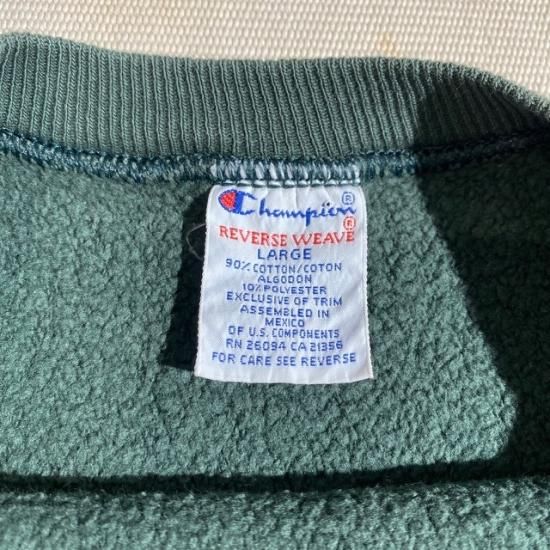 Champion®
REVERSE WEAVE®
LARGE
90% COTTON/COTON
ALGODON
10% POLYESTER
EXCLUSIVE OF TRIM
ASSEMBLED IN
MEXICO
OF U.S. COMPONENTS
RN 26094 CA 21356
FOR CARE SEE REVERSE